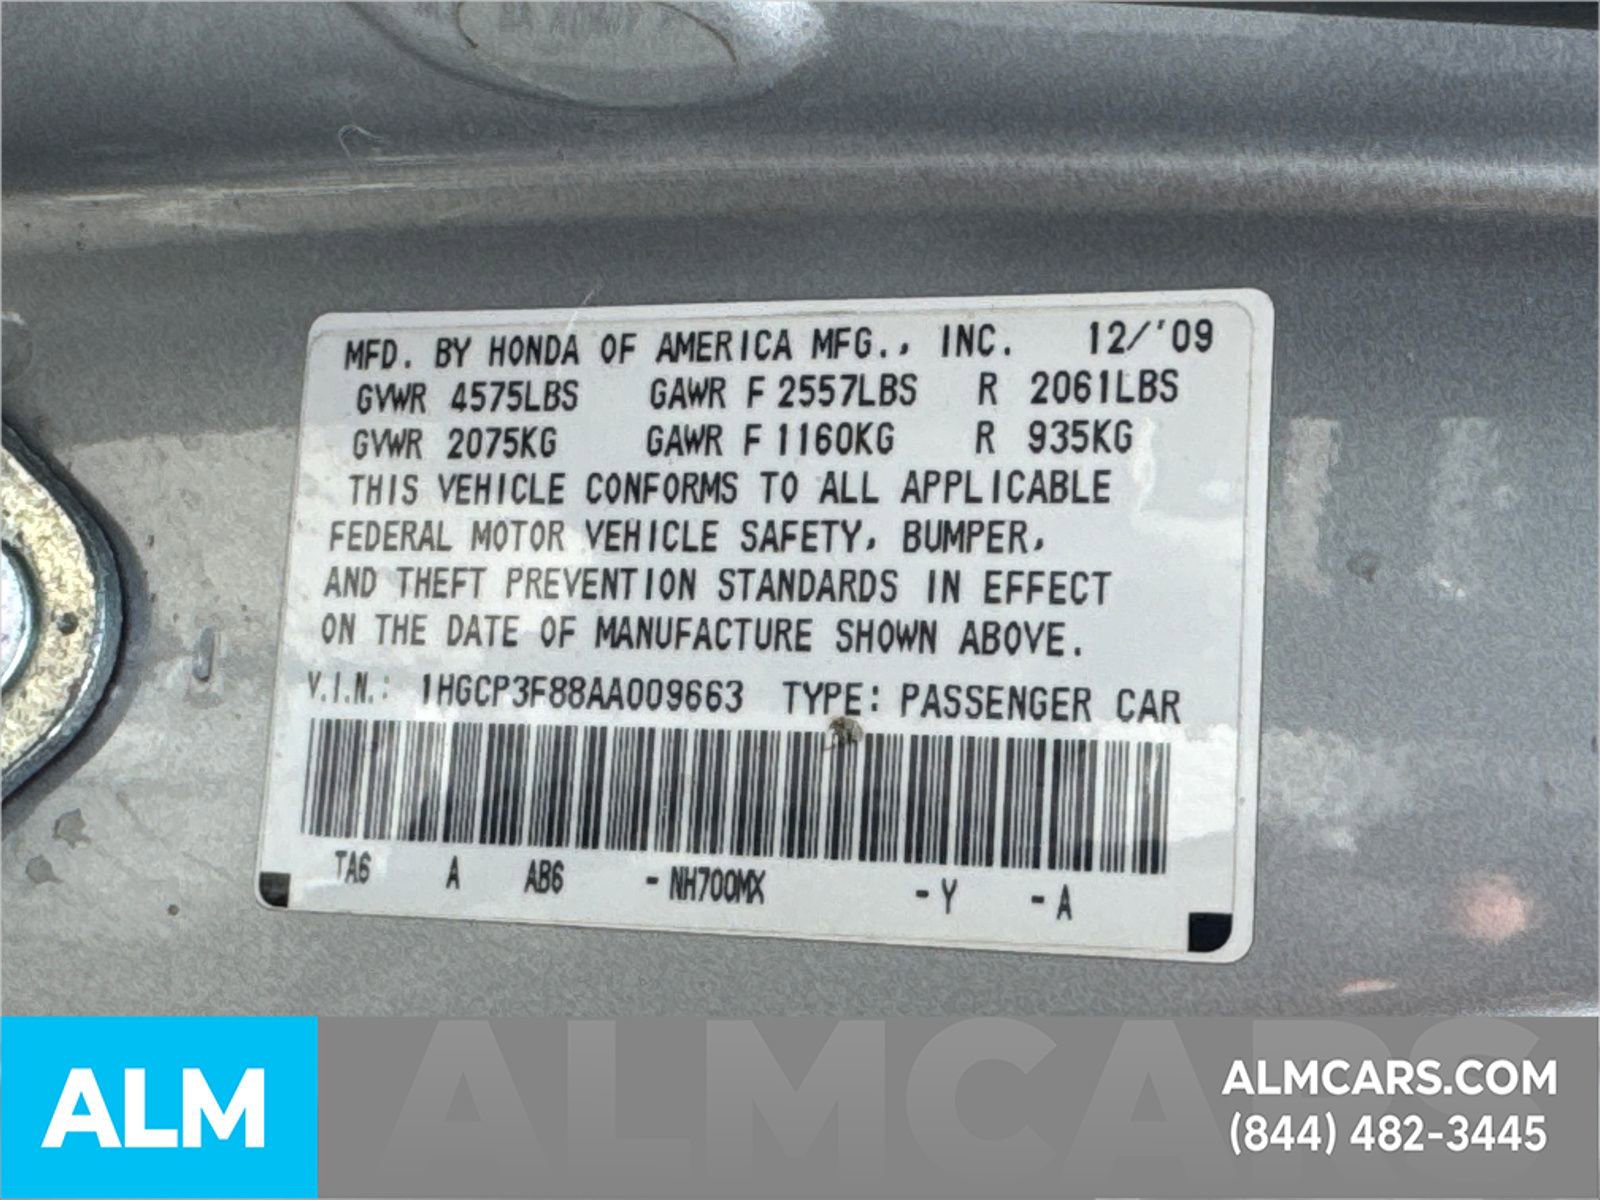 MFD. BY HONDA OF AMERICA MFG., INC. 12/'09
GVWR 4575LBS GAWR F 2557LBS R 2061LBS
GVWR 2075KG GAWR F 1160KG R 935KG
THIS VEHICLE CONFORMS TO ALL APPLICABLE
FEDERAL MOTOR VEHICLE SAFETY, BUMPER,
AND THEFT PREVENTION STANDARDS IN EFFECT
ON THE DATE OF MANUFACTURE SHOWN ABOVE.
V.I.N.: 1HGCP3F88AA009663 TYPE: PASSENGER CAR
TA6 A AB6 -NH700MX -Y -A
ALMCARS
ALM
ALMCARS.COM
(844) 482-3445